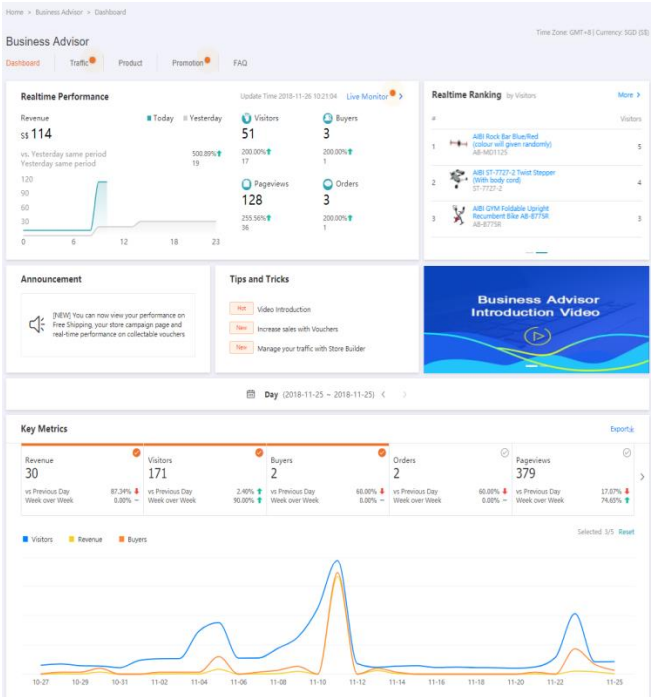 Home > Business Advisor > Dashboard
Time Zone: GMT+8 | Currency: SGD (S$)
Business Advisor
Dashboard Traffic Product Promotion FAQ
Realtime Performance
Update Time 2018-11-26 10:21:04 Live Monitor >
Revenue
Today Yesterday
S$ 114
vs. Yesterday same period 500.89%
Yesterday same period 19
120
90
60
30
0 6 12 18 23
Visitors
51
200.00%
17
Buyers
3
200.00%
1
Pageviews
128
255.56%
36
Orders
3
200.00%
1
Realtime Ranking by Visitors More >
# Visitors
1 AIBI Rock Bar Blue/Red 5
(colour will given randomly)
AB-MD1125
2 AIBI ST-7727-2 Twist Stepper 4
(With body cord)
ST-7727-2
3 AIBI GYM Foldable Upright 3
Recumbent Bike AB-B775R
AB-B775R
Announcement
[NEW] You can now view your performance on
Free Shipping, your store campaign page and
real-time performance on collectable vouchers
Tips and Tricks
Hot Video Introduction
New Increase sales with Vouchers
New Manage your traffic with Store Builder
Business Advisor
Introduction Video
Day (2018-11-25 ~ 2018-11-25) < >
Key Metrics Export
Revenue
30
vs Previous Day 87.34%
Week over Week 0.00% –
Visitors
171
vs Previous Day 2.40%
Week over Week 90.00%
Buyers
2
vs Previous Day 60.00%
Week over Week 0.00% –
Orders
2
vs Previous Day 60.00%
Week over Week 0.00% –
Pageviews
379
vs Previous Day 17.07%
Week over Week 74.65%
>
Visitors Revenue Buyers
Selected 3/5 Reset
10-27 10-29 10-31 11-02 11-04 11-06 11-08 11-10 11-12 11-14 11-16 11-18 11-20 11-22 11-25